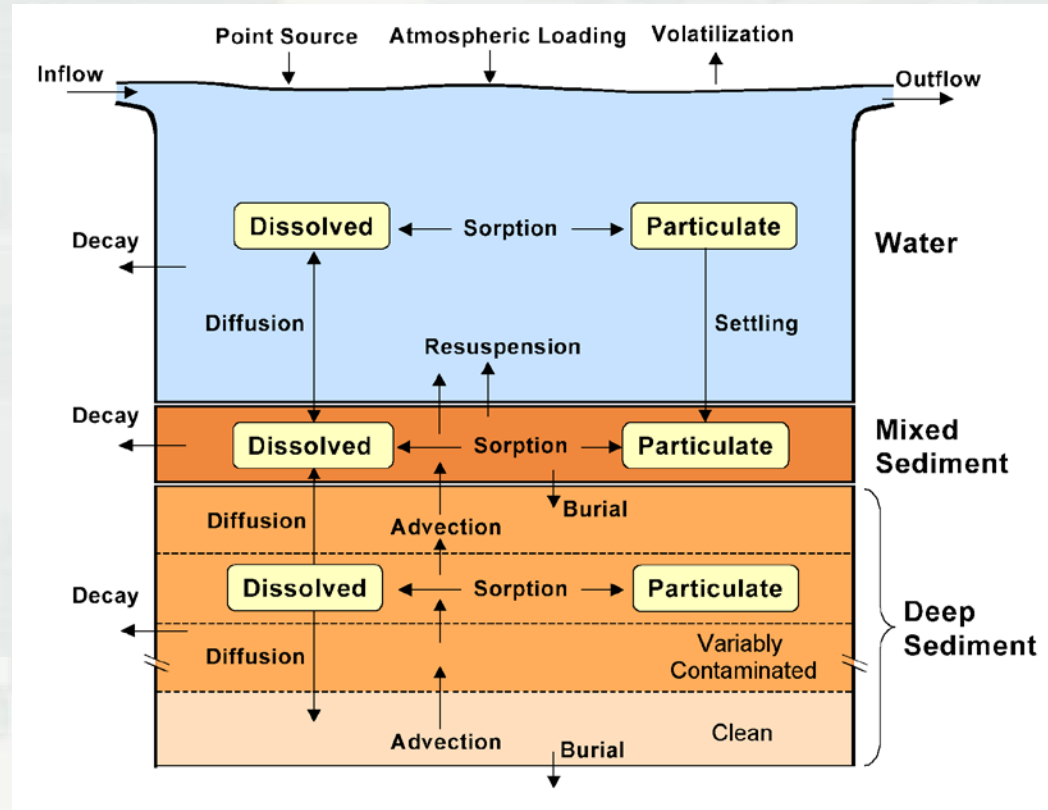 Point Source
Atmospheric Loading
Volatilization
Inflow
Outflow
Dissolved
Sorption
Particulate
Decay
Water
Diffusion
Settling
Resuspension
Decay
Dissolved
Sorption
Particulate
Mixed
Sediment
Burial
Diffusion
Advection
Dissolved
Sorption
Particulate
Decay
Deep
Sediment
Variably
Contaminated
Diffusion
Clean
Advection
Burial